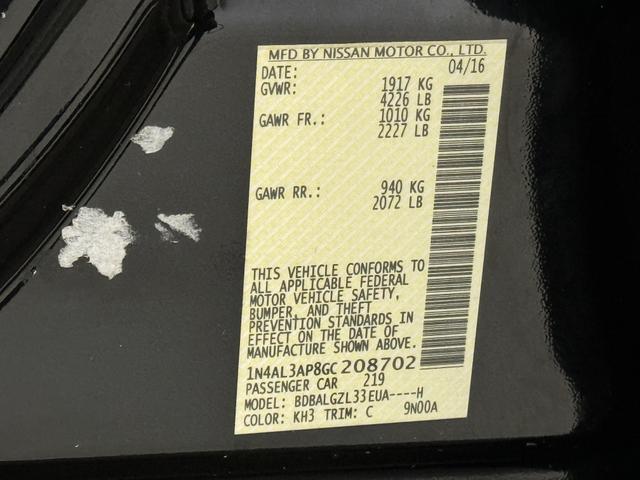 MFD BY NISSAN MOTOR CO., LTD.
DATE: 04/16
GVWR: 1917 KG
4226 LB
GAWR FR.: 1010 KG
2227 LB
GAWR RR.: 940 KG
2072 LB
THIS VEHICLE CONFORMS TO
ALL APPLICABLE FEDERAL
MOTOR VEHICLE SAFETY,
BUMPER, AND THEFT
PREVENTION STANDARDS IN
EFFECT ON THE DATE OF
MANUFACTURE SHOWN ABOVE.
1N4AL3AP8GC208702
PASSENGER CAR 219
MODEL: BDBALGZL33EUA----H
COLOR: KH3 TRIM: C 9N00A